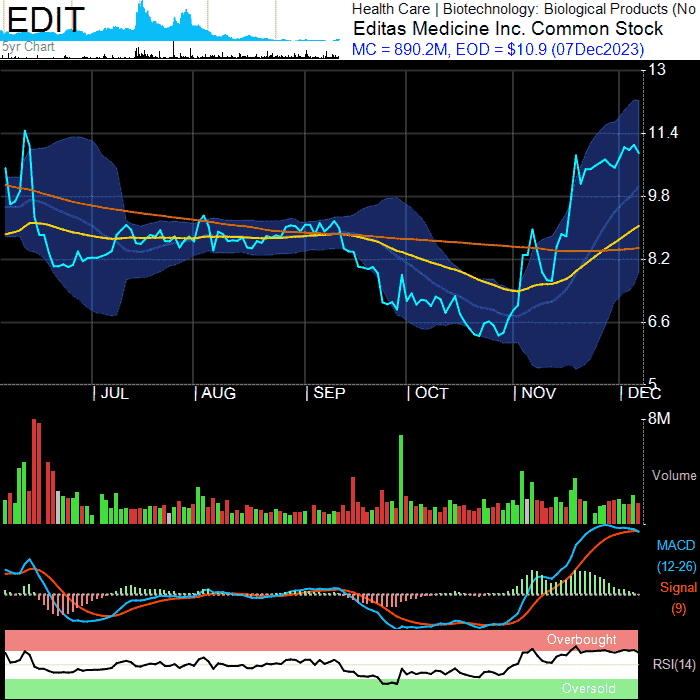 EDIT
Health Care | Biotechnology: Biological Products (No
Editas Medicine Inc. Common Stock
5yr Chart
MC = 890.2M, EOD = $10.9 (07Dec2023)
13
11.4
9.8
8.2
6.6
5
| JUL | AUG | SEP | OCT | NOV | DEC
8M
Volume
MACD
(12-26)
Signal
(9)
Overbought
RSI(14)
Oversold